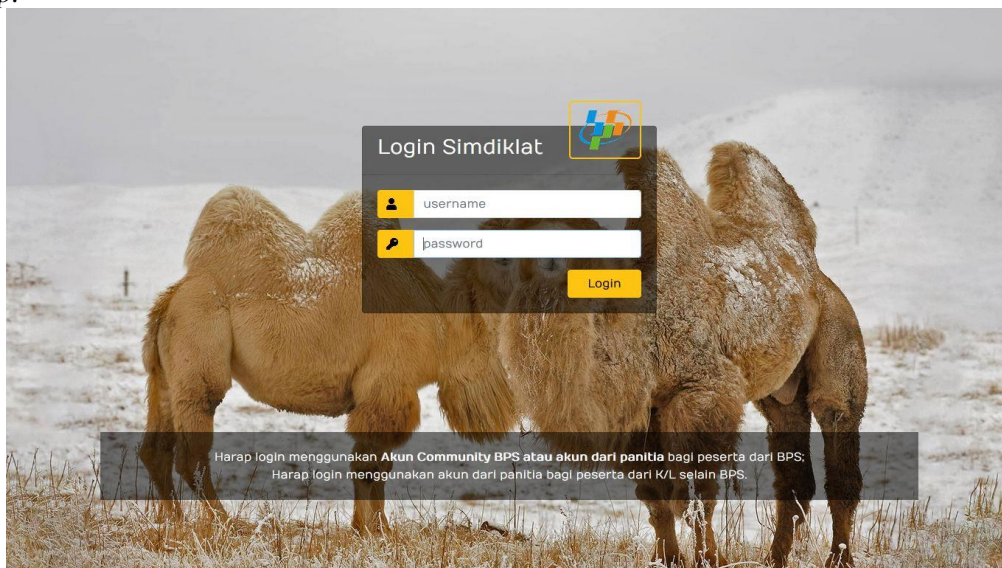 p.
Login Simdiklat
username
password
Login
Harap login menggunakan Akun Community BPS atau akun dari panitia bagi peserta dari BPS;
Harap login menggunakan akun dari panitia bagi peserta dari K/L selain BPS.